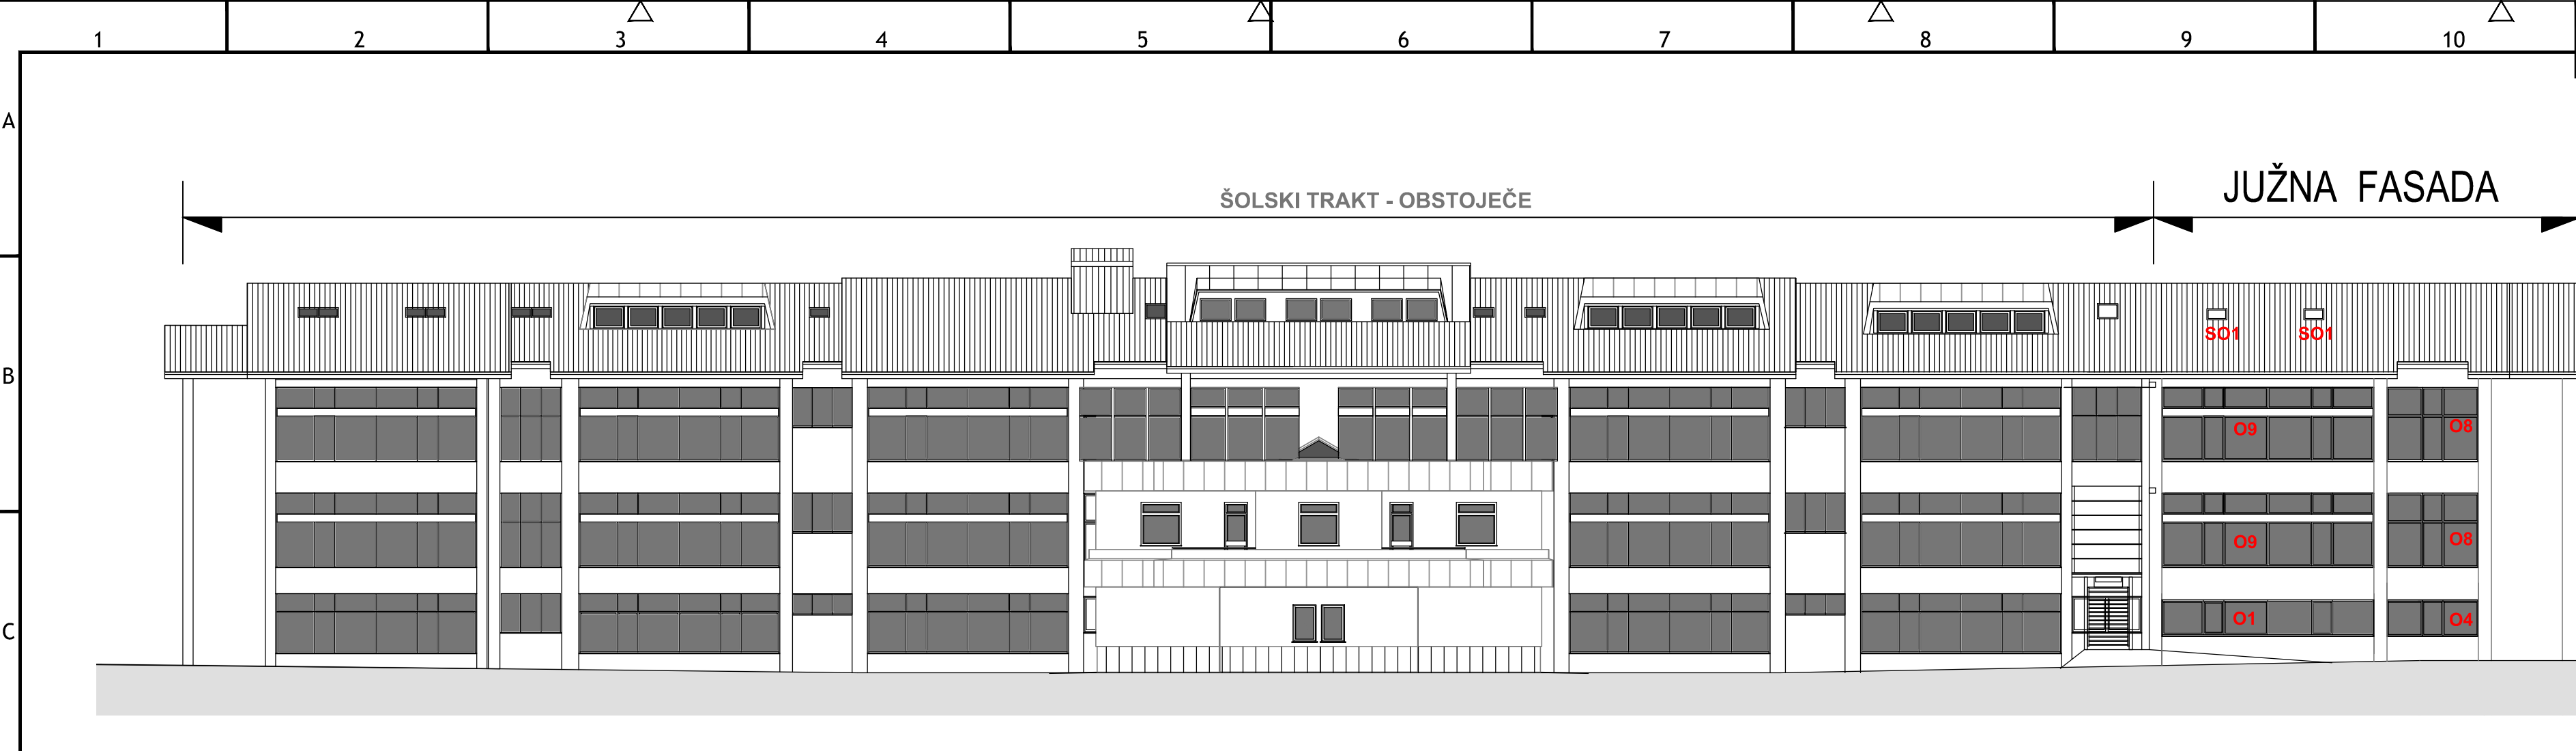 1 2 3 4 5 6 7 8 9 10
A
JUŽNA FASADA
ŠOLSKI TRAKT - OBSTOJEČE
SO1 SO1
B
O9 O8
O9 O8
O1 O4
C